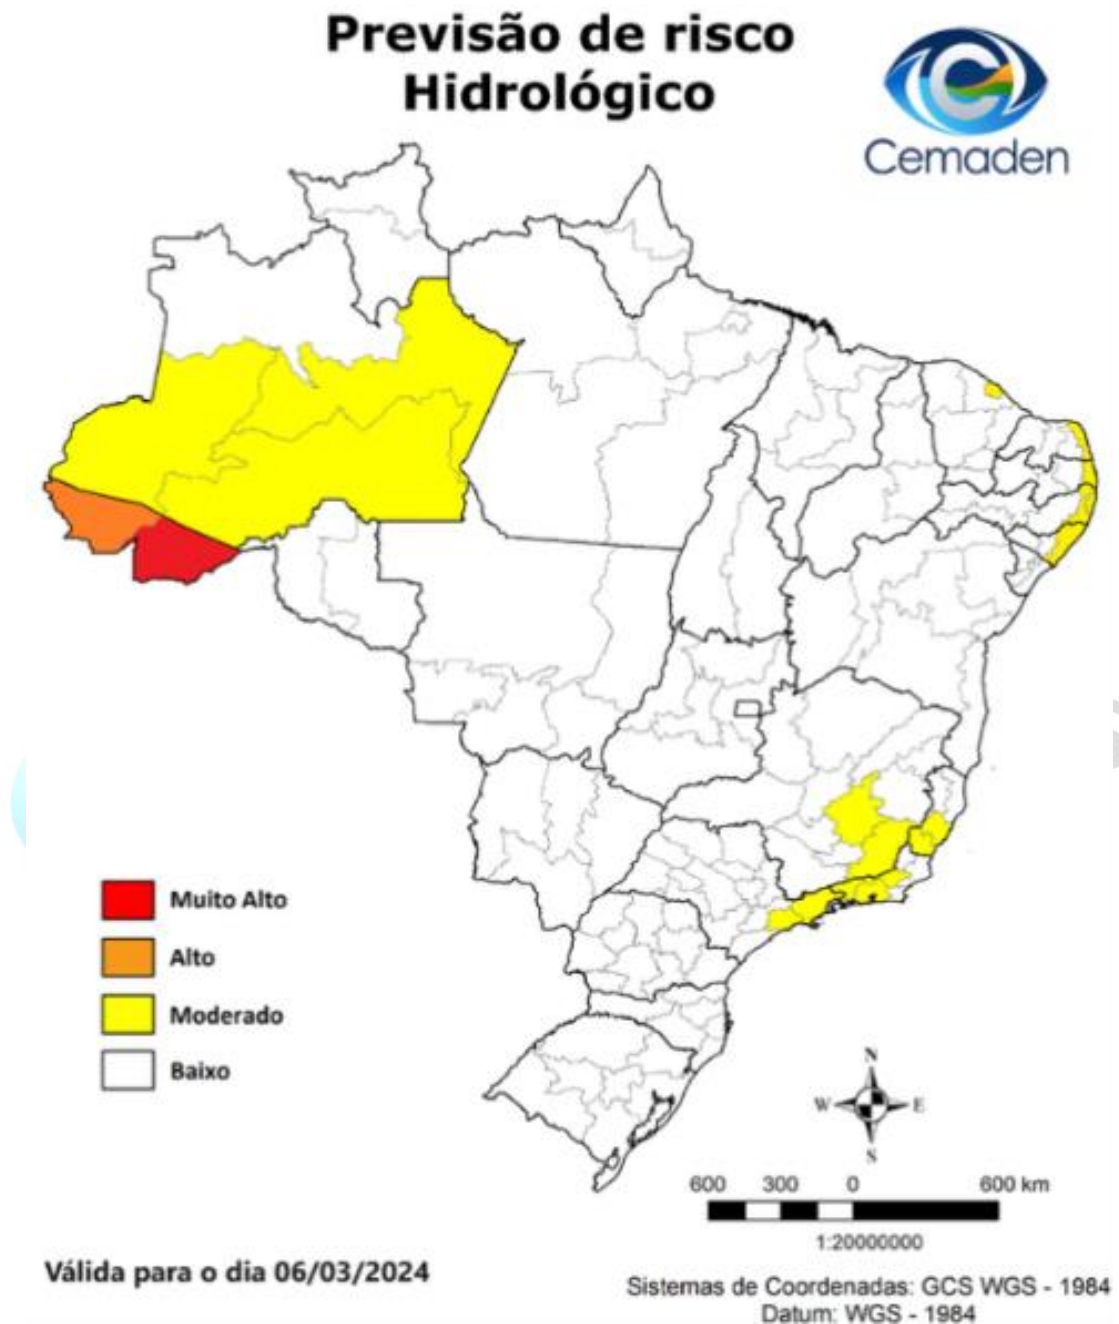 Previsão de risco
Hidrológico
Cemaden
Muito Alto
Alto
Moderado
Baixo
N
W
E
S
600 300 0 600 km
1:20000000
Válida para o dia 06/03/2024
Sistemas de Coordenadas: GCS WGS - 1984
Datum: WGS - 1984